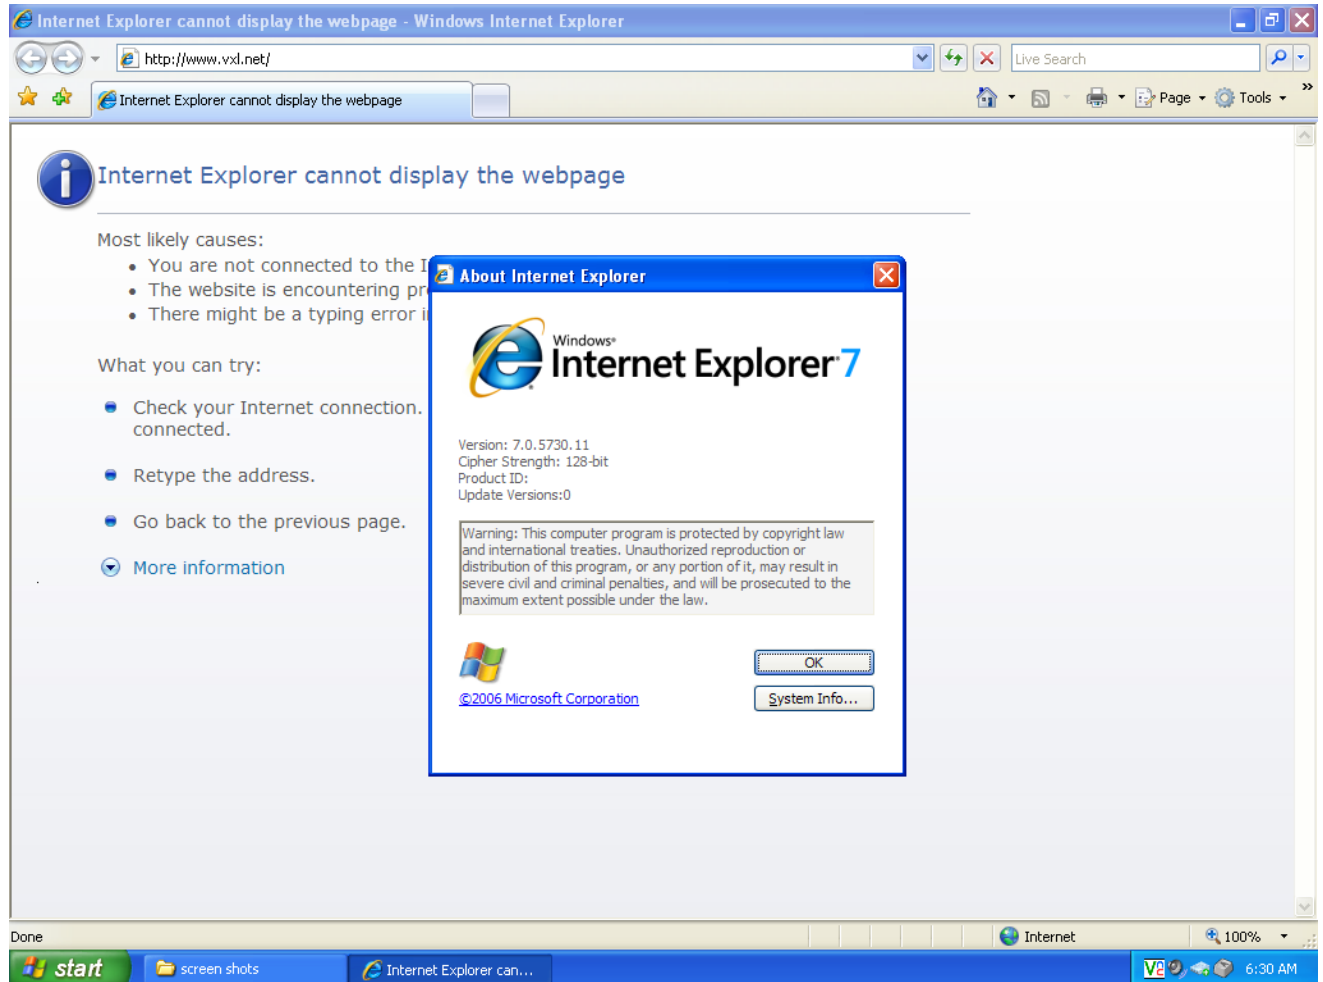 Internet Explorer cannot display the webpage - Windows Internet Explorer
http://www.vxl.net/
Live Search
Internet Explorer cannot display the webpage
Page
Tools
»
Internet Explorer cannot display the webpage
Most likely causes:
• You are not connected to the I
• The website is encountering pr
• There might be a typing error i
What you can try:
Check your Internet connection.
connected.
Retype the address.
Go back to the previous page.
More information
About Internet Explorer
Windows®
Internet Explorer 7
Version: 7.0.5730.11
Cipher Strength: 128-bit
Product ID:
Update Versions:0
Warning: This computer program is protected by copyright law
and international treaties. Unauthorized reproduction or
distribution of this program, or any portion of it, may result in
severe civil and criminal penalties, and will be prosecuted to the
maximum extent possible under the law.
OK
©2006 Microsoft Corporation
System Info...
Done
Internet
100%
start
screen shots
Internet Explorer can...
V2
6:30 AM